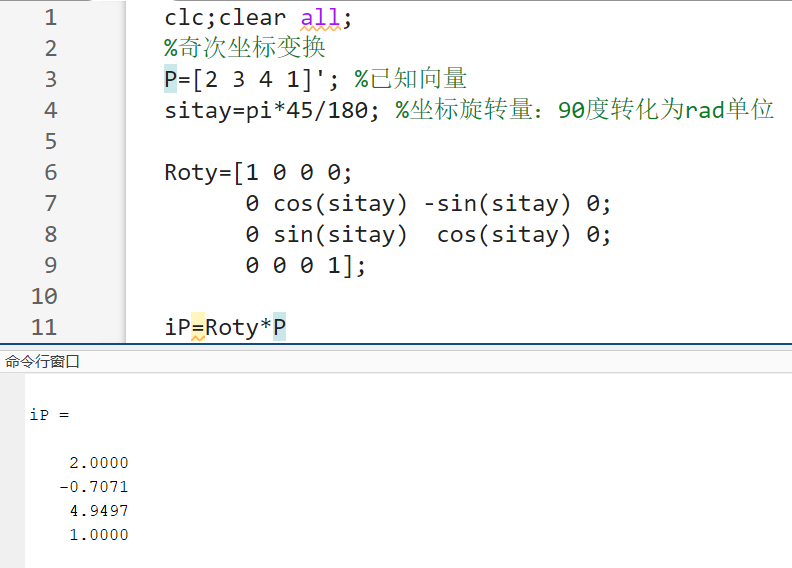 1 clc;clear all;
2 %奇次坐标变换
3 P=[2 3 4 1]'; %已知向量
4 sitay=pi*45/180; %坐标旋转量：90度转化为rad单位
5
6 Roty=[1 0 0 0;
7 0 cos(sitay) -sin(sitay) 0;
8 0 sin(sitay)  cos(sitay) 0;
9 0 0 0 1];
10
11 iP=Roty*P
命令行窗口
iP =
2.0000
-0.7071
4.9497
1.0000